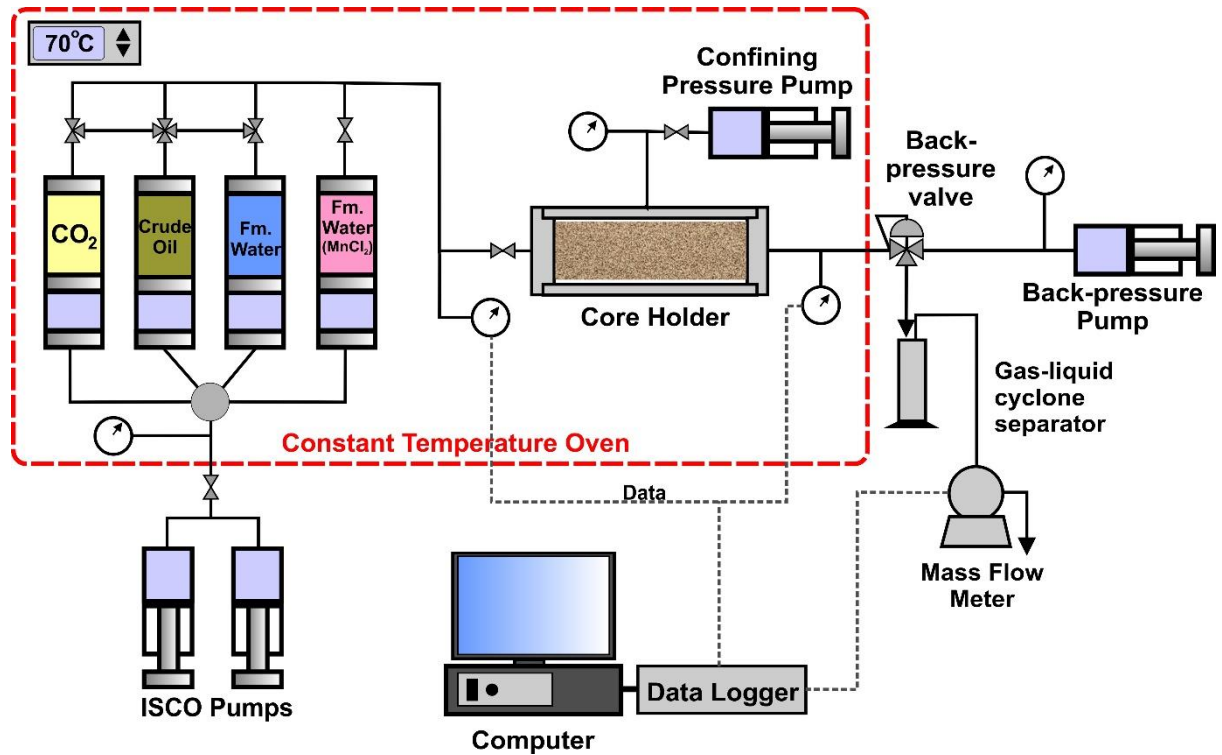 70°C
Confining
Pressure Pump
Back-
pressure
valve
CO₂
Crude
Oil
Fm.
Water
Fm.
Water
(MnCl₂)
Core Holder
Back-pressure
Pump
Gas-liquid
cyclone
separator
Constant Temperature Oven
Data
Mass Flow
Meter
ISCO Pumps
Data Logger
Computer